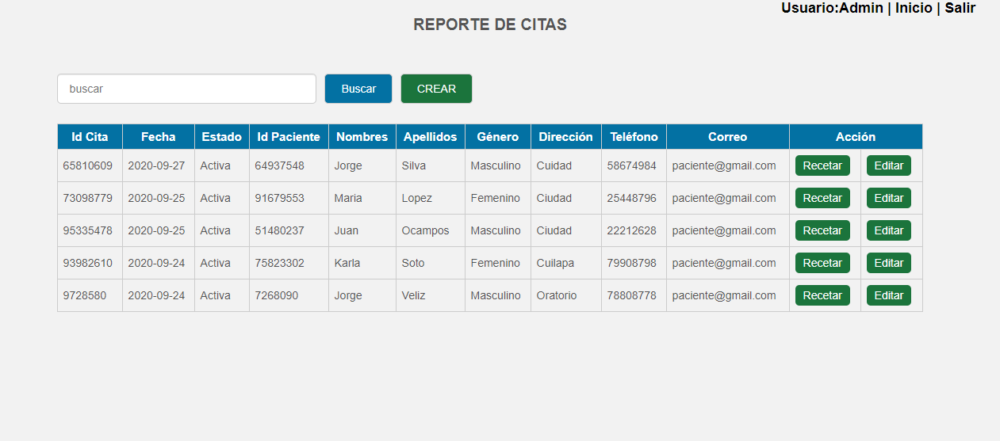 Usuario:Admin | Inicio | Salir
REPORTE DE CITAS
buscar Buscar CREAR
Id Cita Fecha Estado Id Paciente Nombres Apellidos Género Dirección Teléfono Correo Acción
65810609 2020-09-27 Activa 64937548 Jorge Silva Masculino Cuidad 58674984 paciente@gmail.com Recetar Editar
73098779 2020-09-25 Activa 91679553 Maria Lopez Femenino Ciudad 25448796 paciente@gmail.com Recetar Editar
95335478 2020-09-25 Activa 51480237 Juan Ocampos Masculino Ciudad 22212628 paciente@gmail.com Recetar Editar
93982610 2020-09-24 Activa 75823302 Karla Soto Femenino Cuilapa 79908798 paciente@gmail.com Recetar Editar
9728580 2020-09-24 Activa 7268090 Jorge Veliz Masculino Oratorio 78808778 paciente@gmail.com Recetar Editar